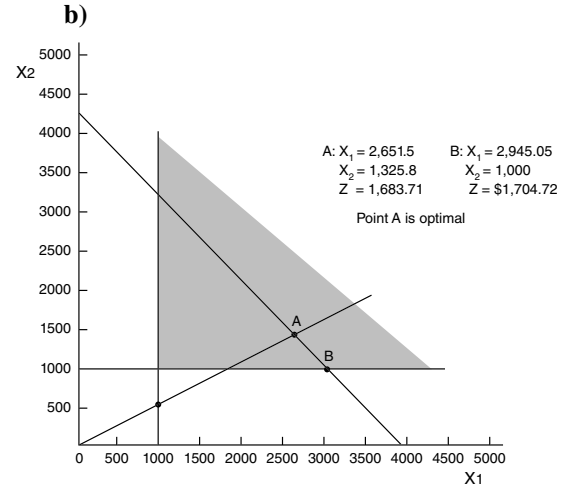 b)
X2
5000
4500
4000
3500
3000
2500
2000
1500
1000
500
A: X1 = 2,651.5
X2 = 1,325.8
Z = 1,683.71
B: X1 = 2,945.05
X2 = 1,000
Z = $1,704.72
Point A is optimal
A
B
0 500 1000 1500 2000 2500 3000 3500 4000 4500 5000
X1